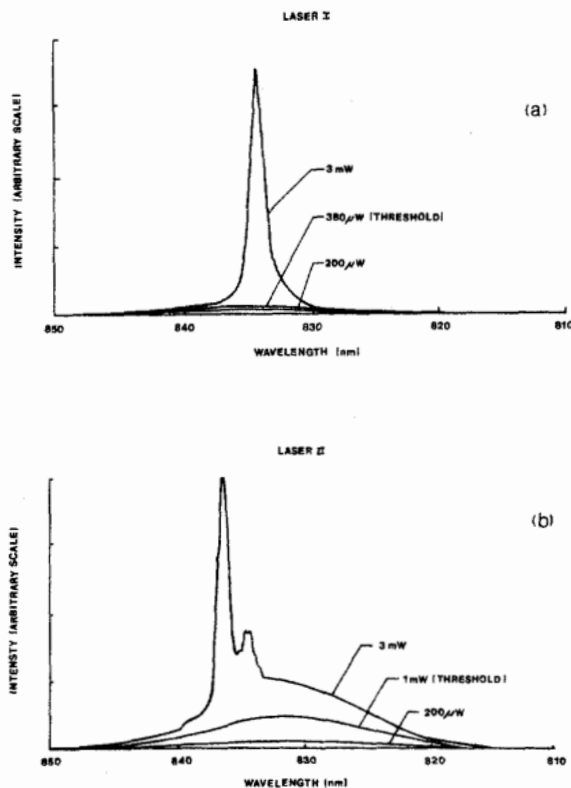 LASER I
(a)
INTENSITY (ARBITRARY SCALE)
3 mW
380µW [THRESHOLD]
200µW
850 840 830 820 810
WAVELENGTH [nm]
LASER II
(b)
INTENSTY (ARBITRARY SCALE)
3 mW
1mW [THRESHOLD]
200µW
850 840 830 820 810
WAVELENGTH [nm]